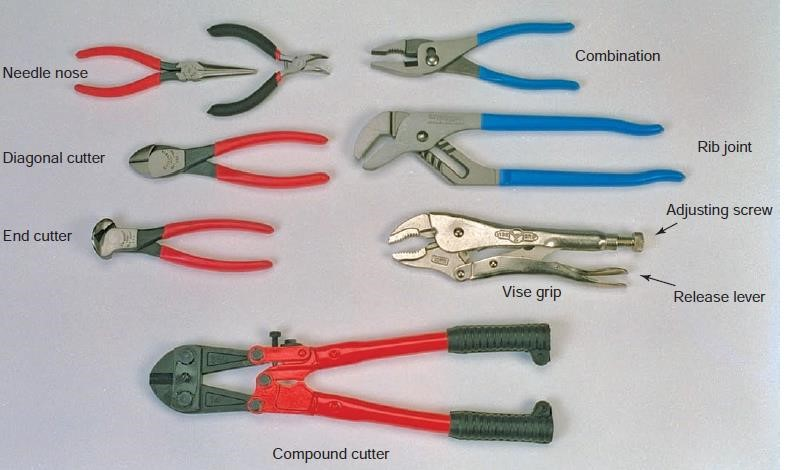 Needle nose
Combination
Diagonal cutter
Rib joint
End cutter
Adjusting screw
Vise grip
Release lever
Compound cutter